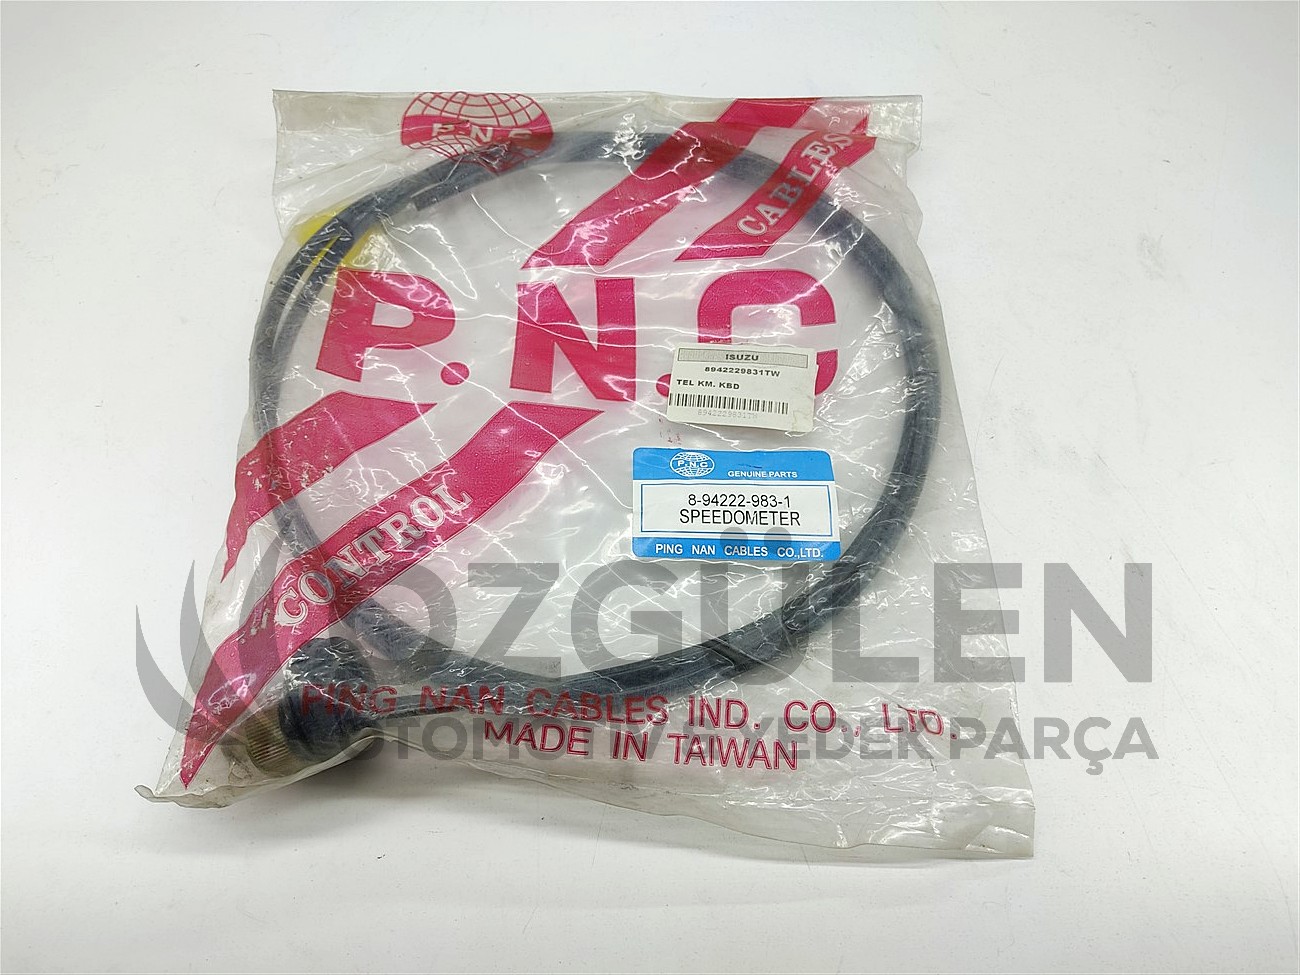 P.N.C
CABLES
P.N.C
ISUZU
8942229831TW
TEL KM. KBD
8942229831TW
P.N.C
GENUINE PARTS
8-94222-983-1
SPEEDOMETER
PING NAN CABLES CO.,LTD.
CONTROL
ÖZGÜLEN
OTOMOTİV YEDEK PARÇA
PING NAN CABLES IND. CO., LTD.
MADE IN TAIWAN